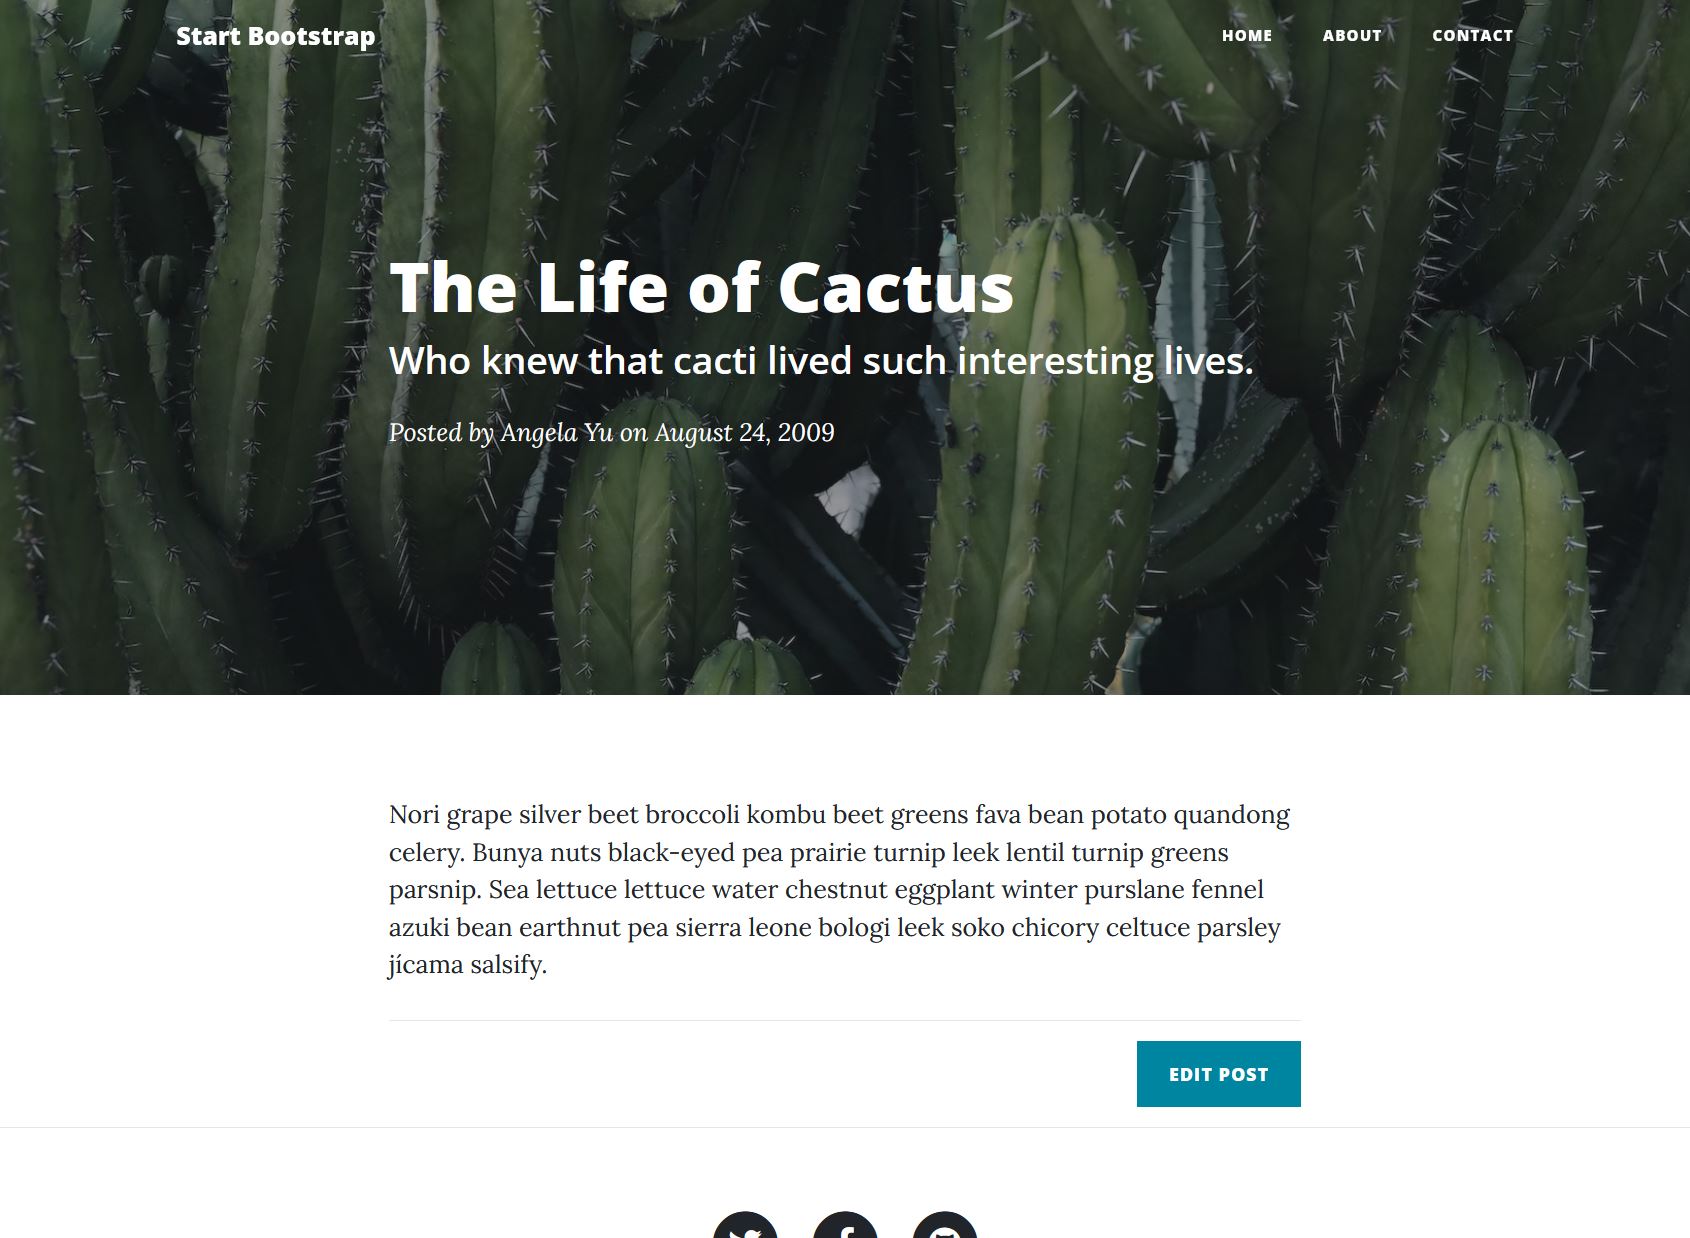 Start Bootstrap
HOME ABOUT CONTACT
The Life of Cactus
Who knew that cacti lived such interesting lives.
Posted by Angela Yu on August 24, 2009
Nori grape silver beet broccoli kombu beet greens fava bean potato quandong
celery. Bunya nuts black-eyed pea prairie turnip leek lentil turnip greens
parsnip. Sea lettuce lettuce water chestnut eggplant winter purslane fennel
azuki bean earthnut pea sierra leone bologi leek soko chicory celtuce parsley
jícama salsify.
EDIT POST